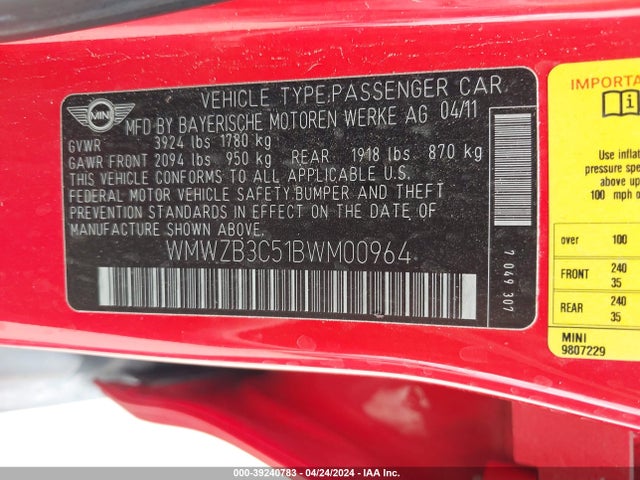 MINI
VEHICLE TYPE:PASSENGER CAR
MFD BY BAYERISCHE MOTOREN WERKE AG 04/11
GVWR 3924 lbs 1780 kg
GAWR FRONT 2094 lbs 950 kg REAR 1918 lbs 870 kg
THIS VEHICLE CONFORMS TO ALL APPLICABLE U.S.
FEDERAL MOTOR VEHICLE SAFETY,BUMPER AND THEFT
PREVENTION STANDARDS IN EFFECT ON THE DATE OF
MANUFACTURE SHOWN ABOVE.
WMWZB3C51BWM00964
7 049 307
IMPORTA
Use inflat
pressure spe
above up
100 mph o
over 100
FRONT 240
35
REAR 240
35
MINI
9807229
000-39240783 - 04/24/2024 - IAA Inc.